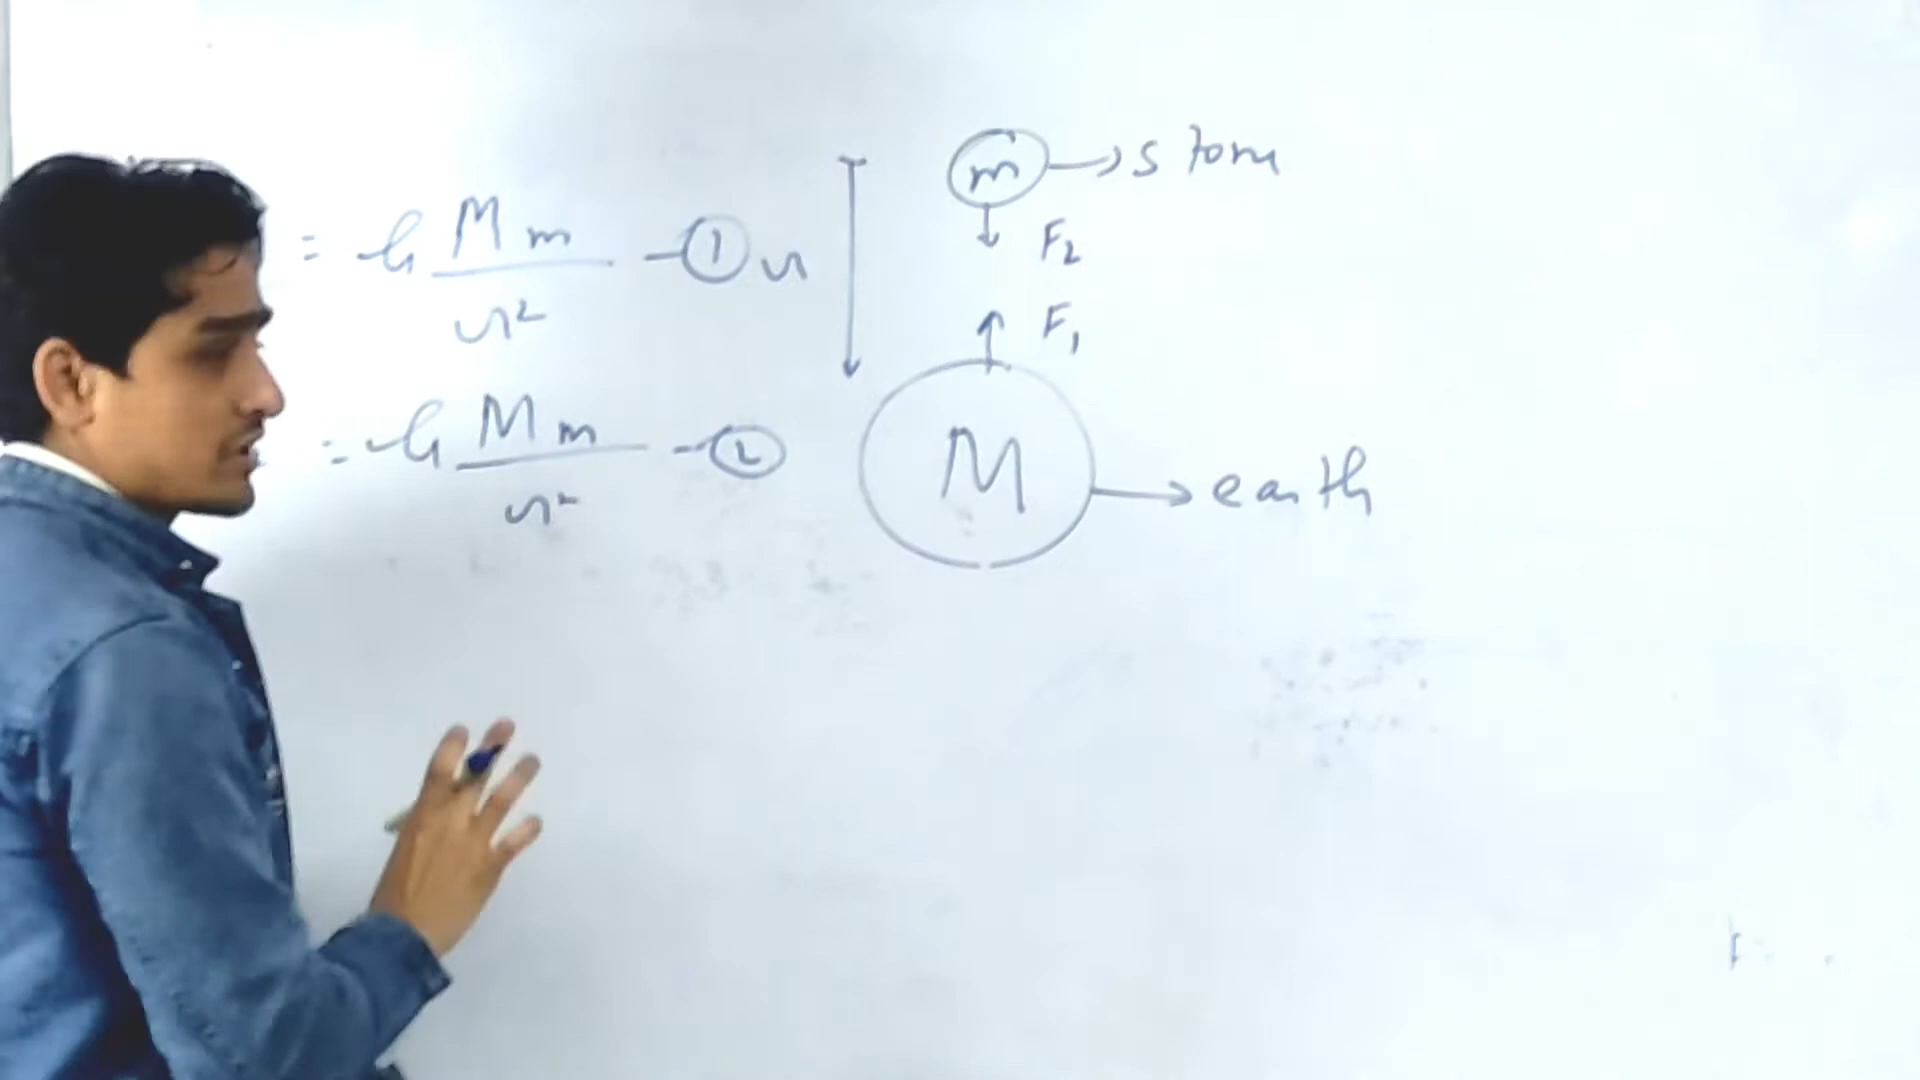 m → stone
= G Mm / r² — ① r
F₂
F₁
= G Mm / r² — ②
M → earth